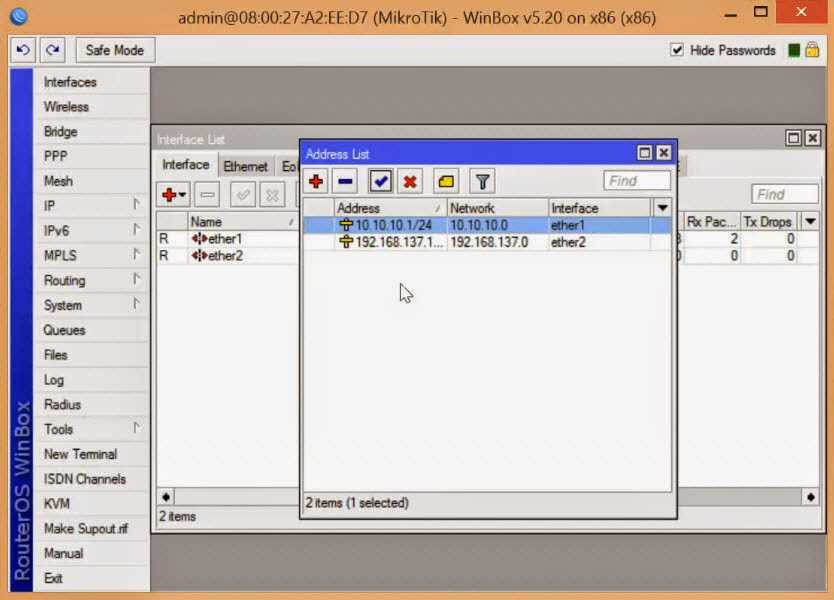 admin@08:00:27:A2:EE:D7 (MikroTik) - WinBox v5.20 on x86 (x86)
Safe Mode
Hide Passwords
Interfaces
Wireless
Bridge
PPP
Mesh
IP
IPv6
MPLS
Routing
System
Queues
Files
Log
Radius
Tools
New Terminal
ISDN Channels
KVM
Make Supout.rif
Manual
Exit
RouterOS WinBox
Interface List
Interface Ethernet
Find
Name Rx Pac... Tx Drops
R ether1 2 0
R ether2 0 0
2 items
Address List
Find
Address Network Interface
10.10.10.1/24 10.10.10.0 ether1
192.168.137.1... 192.168.137.0 ether2
2 items (1 selected)